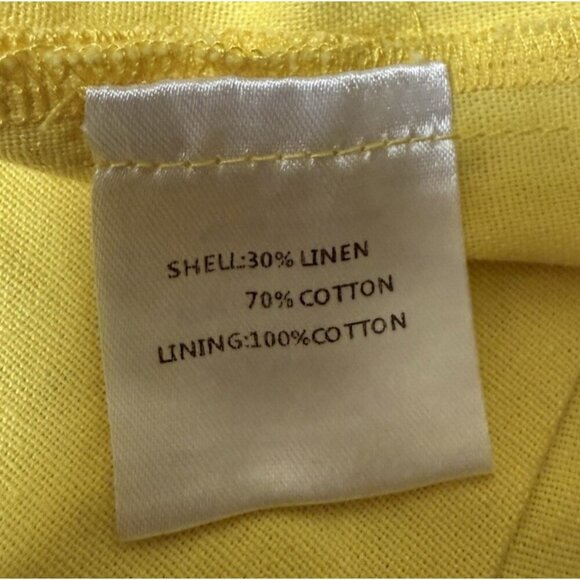 SHELL:30% LINEN
70% COTTON
LINING:100%COTTON